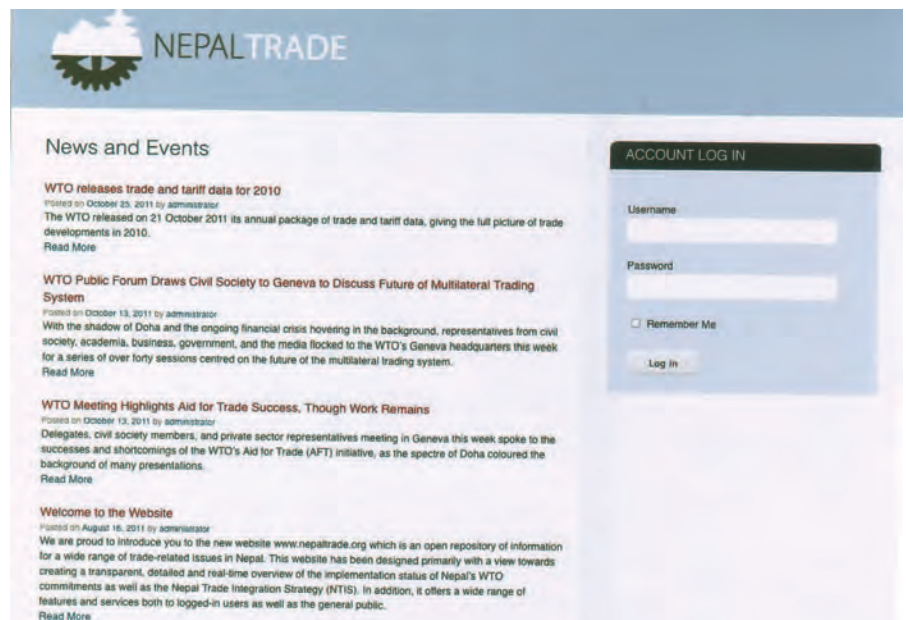 NEPALTRADE
News and Events
WTO releases trade and tariff data for 2010
Posted on October 25, 2011 by administrator
The WTO released on 21 October 2011 its annual package of trade and tariff data, giving the full picture of trade
developments in 2010.
Read More
WTO Public Forum Draws Civil Society to Geneva to Discuss Future of Multilateral Trading
System
Posted on October 13, 2011 by administrator
With the shadow of Doha and the ongoing financial crisis hovering in the background, representatives from civil
society, academia, business, government, and the media flocked to the WTO's Geneva headquarters this week
for a series of over forty sessions centred on the future of the multilateral trading system.
Read More
WTO Meeting Highlights Aid for Trade Success, Though Work Remains
Posted on October 13, 2011 by administrator
Delegates, civil society members, and private sector representatives meeting in Geneva this week spoke to the
successes and shortcomings of the WTO's Aid for Trade (AFT) initiative, as the spectre of Doha coloured the
background of many presentations.
Read More
Welcome to the Website
Posted on August 16, 2011 by administrator
We are proud to introduce you to the new website www.nepaltrade.org which is an open repository of information
for a wide range of trade-related issues in Nepal. This website has been designed primarily with a view towards
creating a transparent, detailed and real-time overview of the implementation status of Nepal's WTO
commitments as well as the Nepal Trade Integration Strategy (NTIS). In addition, it offers a wide range of
features and services both to logged-in users as well as the general public.
Read More
ACCOUNT LOG IN
Username
Password
Remember Me
Log In